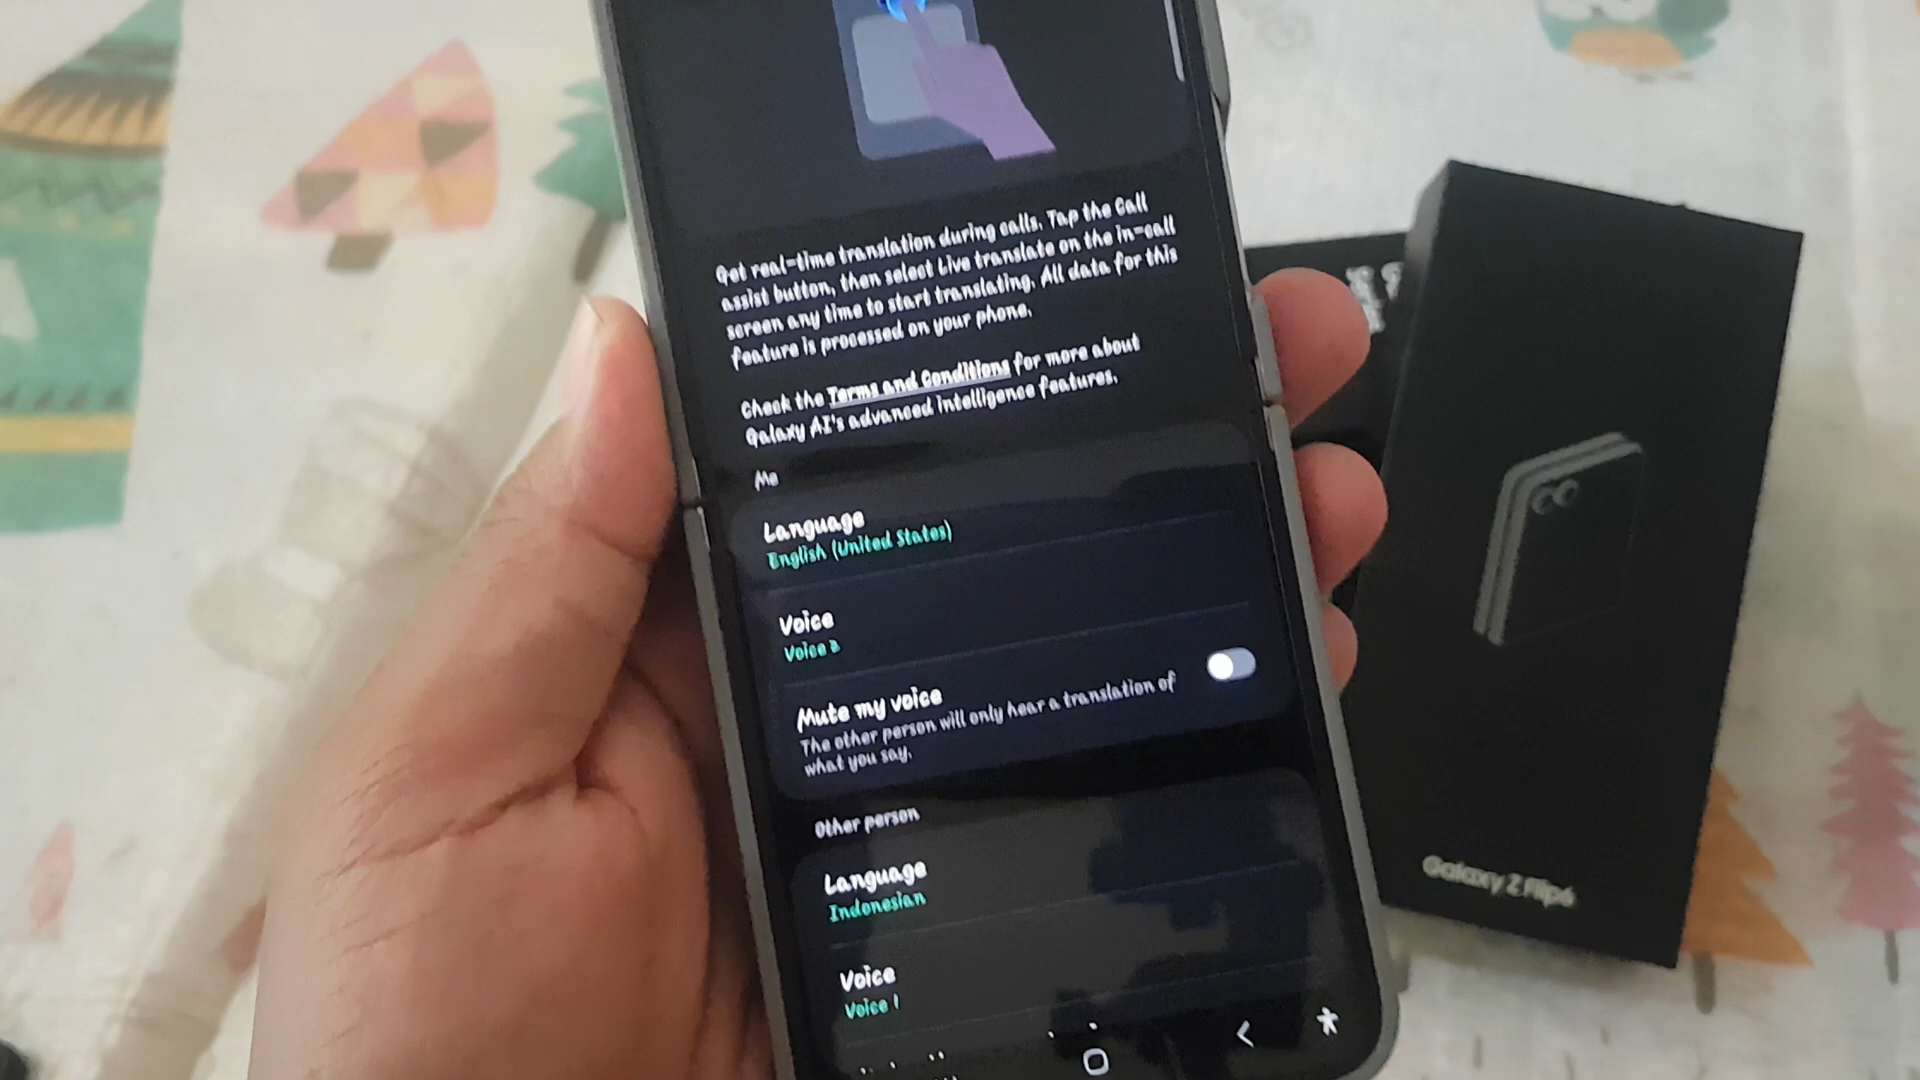 Get real-time translation during calls. Tap the Call
assist button, then select Live translate on the in-call
screen any time to start translating. All data for this
feature is processed on your phone.
Check the Terms and Conditions for more about
Galaxy AI's advanced intelligence features.
Me
Language
English (United States)
Voice
Voice 2
Mute my voice
The other person will only hear a translation of
what you say.
Other person
Language
Indonesian
Voice
Voice 1
Galaxy Z Flip6